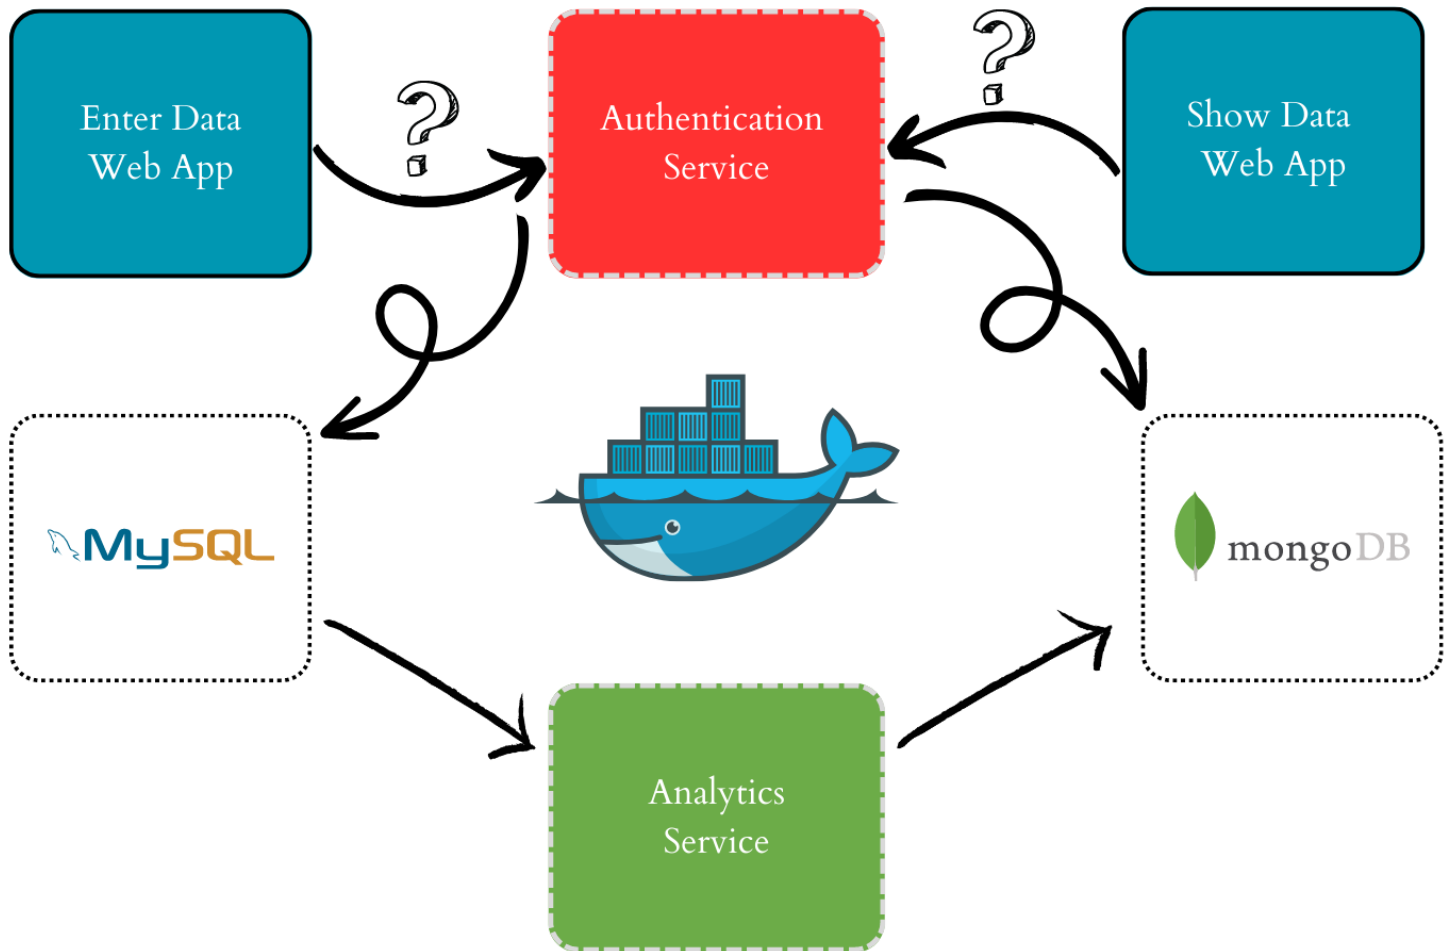 Enter Data
Web App
?
Authentication
Service
?
Show Data
Web App
MySQL
mongoDB
Analytics
Service